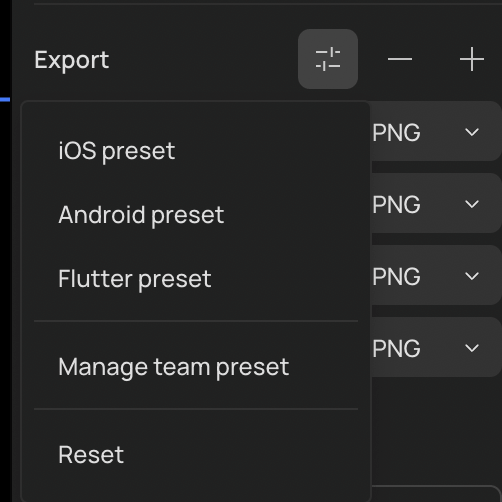 Export
PNG
iOS preset
PNG
Android preset
PNG
Flutter preset
PNG
Manage team preset
Reset